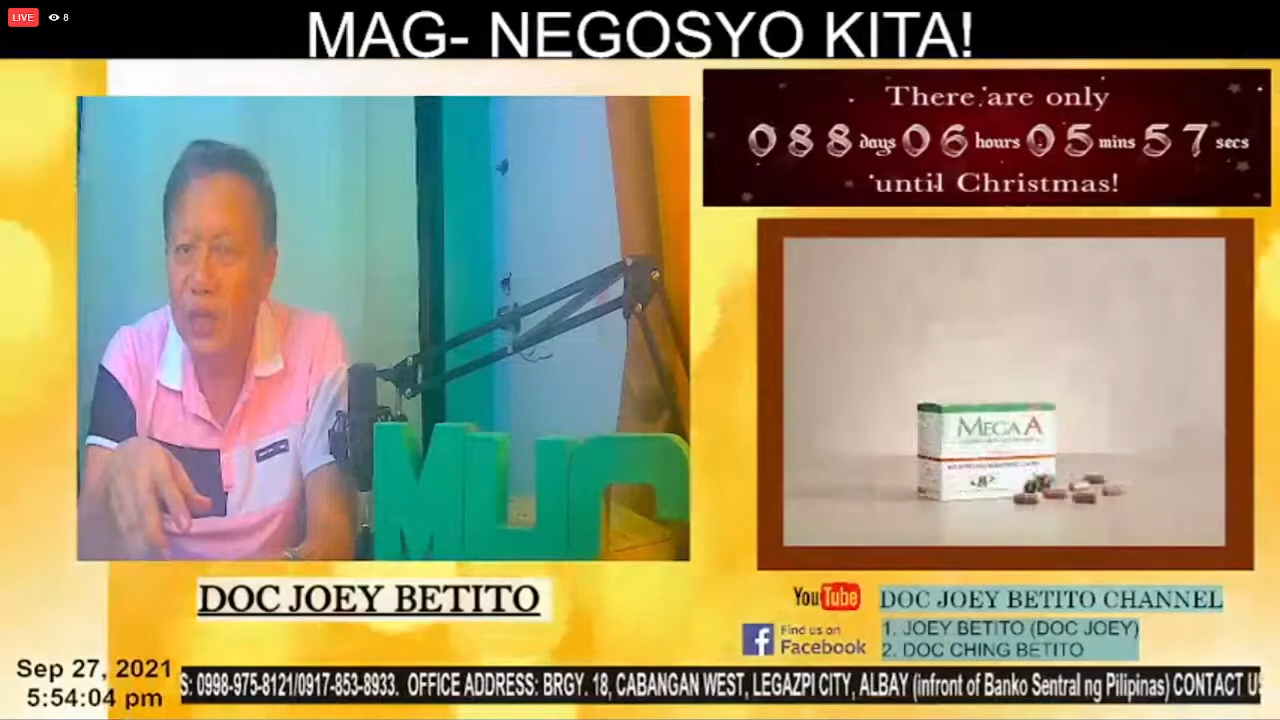 LIVE 8
MAG- NEGOSYO KITA!
There are only
088 days 06 hours 05 mins 57 secs
until Christmas!
MEGA A
DOC JOEY BETITO
YouTube DOC JOEY BETITO CHANNEL
Find us on
Facebook
1. JOEY BETITO (DOC JOEY)
2. DOC CHING BETITO
Sep 27, 2021
5:54:04 pm
S: 0998-975-8121/0917-853-8933. OFFICE ADDRESS: BRGY. 18, CABANGAN WEST, LEGAZPI CITY, ALBAY (infront of Banko Sentral ng Pilipinas) CONTACT US